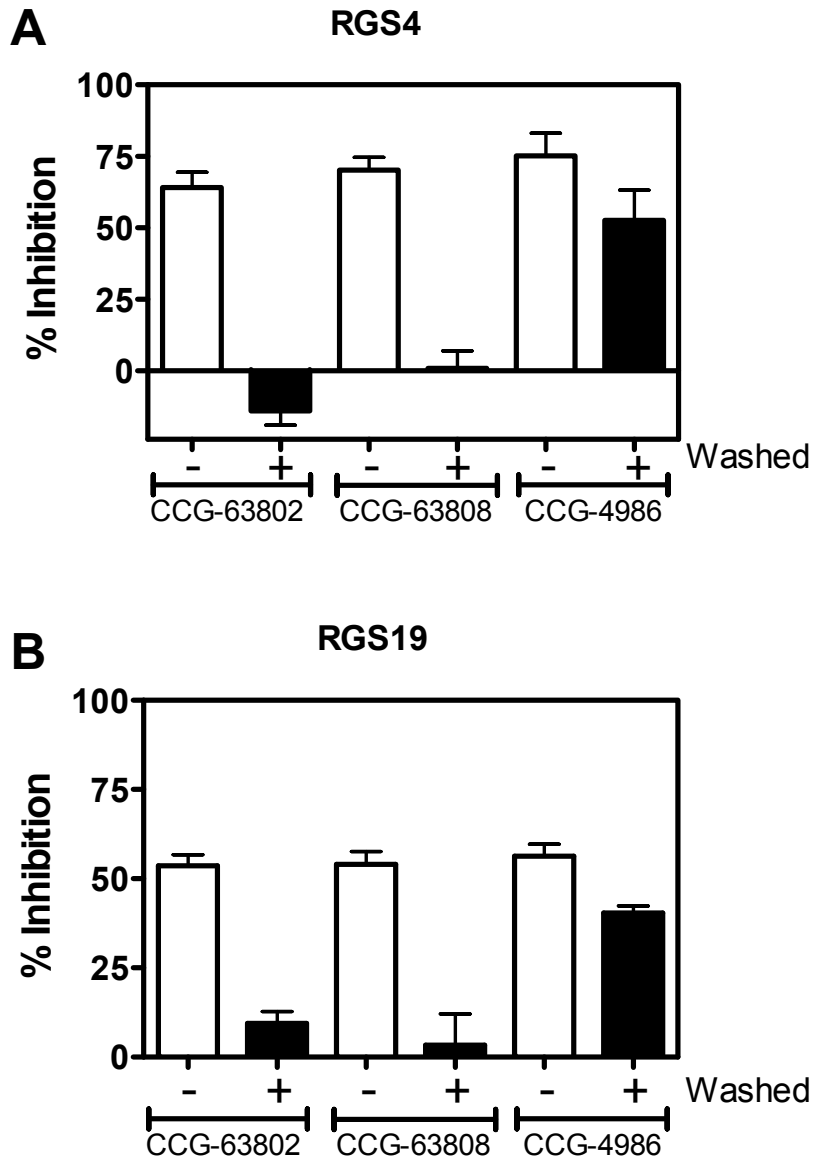 A
RGS4
% Inhibition
100
75
50
25
0
- + - + - + Washed
CCG-63802 CCG-63808 CCG-4986
B
RGS19
% Inhibition
100
75
50
25
0
- + - + - + Washed
CCG-63802 CCG-63808 CCG-4986